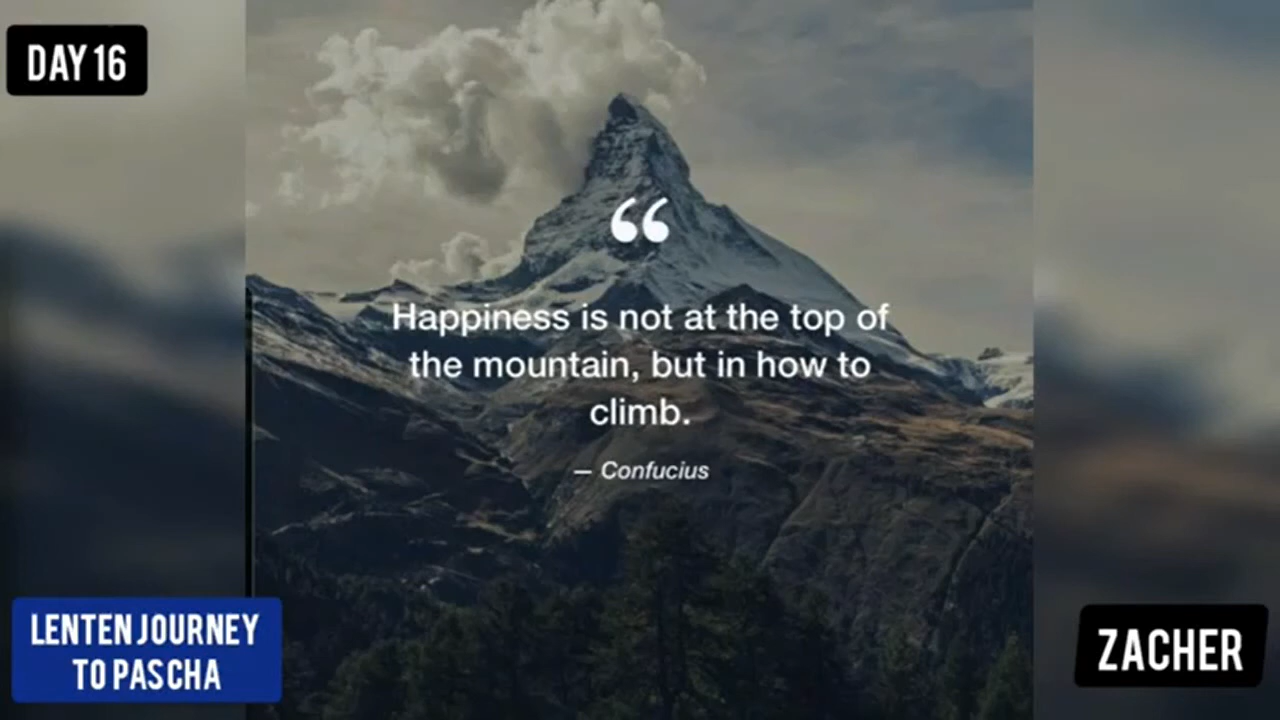 DAY 16
“
Happiness is not at the top of
the mountain, but in how to
climb.
— Confucius
LENTEN JOURNEY
TO PASCHA
ZACHER